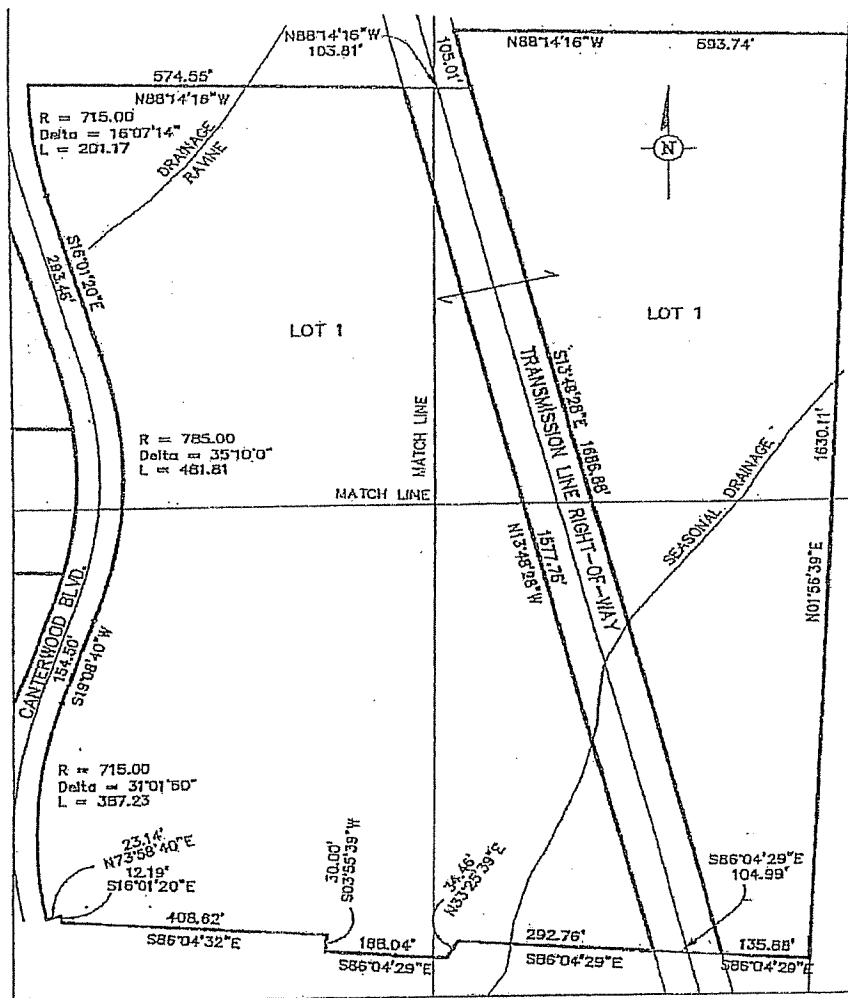 N88°14'16"W
103.81'
105.01'
N88°14'16"W
593.74'
574.55'
N88°14'16"W
R = 715.00
Delta = 16°07'14"
L = 201.17
DRAINAGE
RAVINE
N
S16°01'20"E
293.46'
LOT 1
LOT 1
TRANSMISSION LINE RIGHT-OF-WAY
S13°48'28"E 1686.88'
MATCH LINE
SEASONAL DRAINAGE
1630.11'
R = 785.00
Delta = 35°10'0"
L = 481.81
MATCH LINE
1577.76'
N13°48'28"W
N01°56'39"E
CANTERWOOD BLVD.
154.50'
S19°08'40"W
R = 715.00
Delta = 31°01'50"
L = 387.23
23.14'
N73°58'40"E
12.19'
S16°01'20"E
30.00'
S03°55'39"W
34.46'
N33°25'39"E
S86°04'29"E
104.99'
408.62'
S86°04'32"E
188.04'
S86°04'29"E
292.76'
S86°04'29"E
135.88'
S86°04'29"E